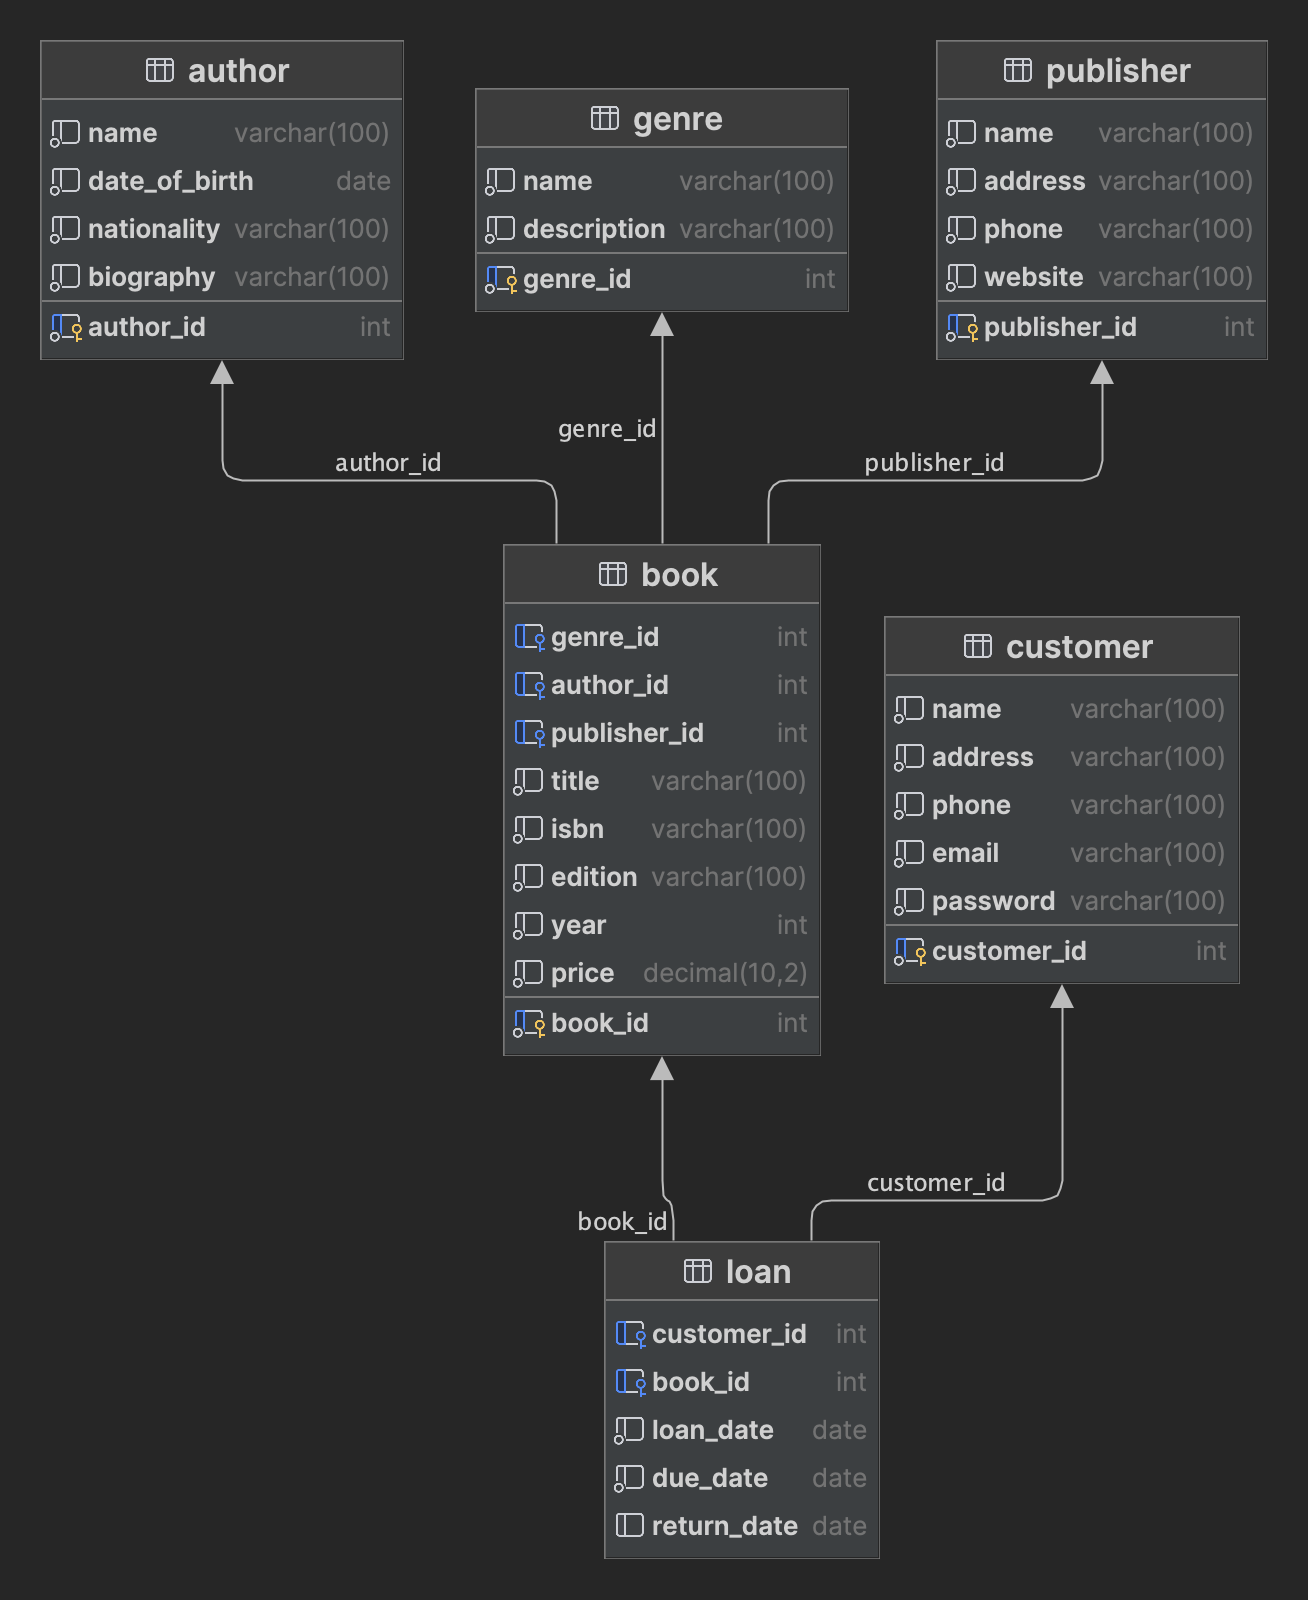 author
name varchar(100)
date_of_birth date
nationality varchar(100)
biography varchar(100)
author_id int
genre
name varchar(100)
description varchar(100)
genre_id int
publisher
name varchar(100)
address varchar(100)
phone varchar(100)
website varchar(100)
publisher_id int
author_id
genre_id
publisher_id
book
genre_id int
author_id int
publisher_id int
title varchar(100)
isbn varchar(100)
edition varchar(100)
year int
price decimal(10,2)
book_id int
customer
name varchar(100)
address varchar(100)
phone varchar(100)
email varchar(100)
password varchar(100)
customer_id int
book_id
customer_id
loan
customer_id int
book_id int
loan_date date
due_date date
return_date date